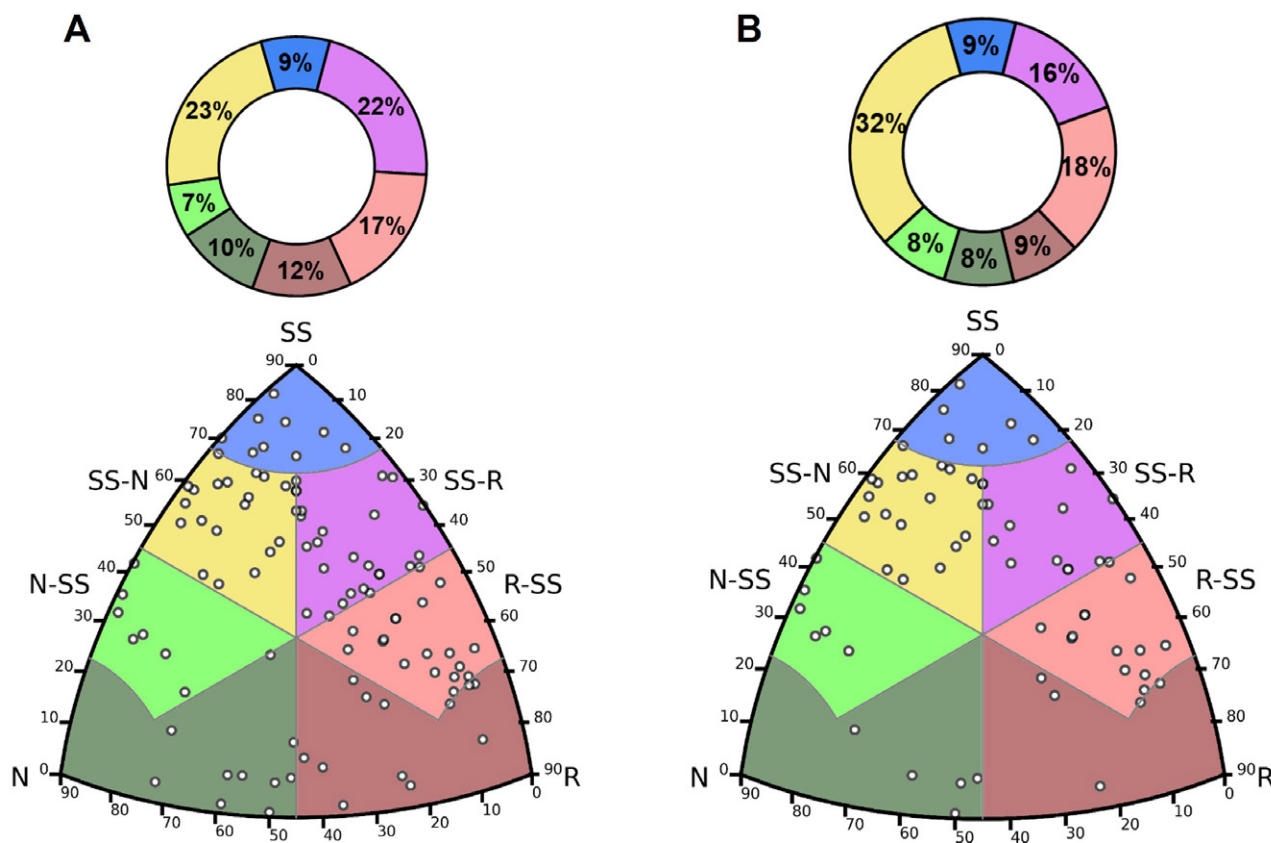 A
B
9%
22%
17%
12%
10%
7%
23%
9%
16%
18%
9%
8%
8%
32%
SS
90 0
80 10
70 20
SS-N 60 30 SS-R
50 40
N-SS 40 50 R-SS
30 60
20 70
10 80
N 0 90 R
90 80 70 60 50 40 30 20 10 0
SS
90 0
80 10
70 20
SS-N 60 30 SS-R
50 40
N-SS 40 50 R-SS
30 60
20 70
10 80
N 0 90 R
90 80 70 60 50 40 30 20 10 0